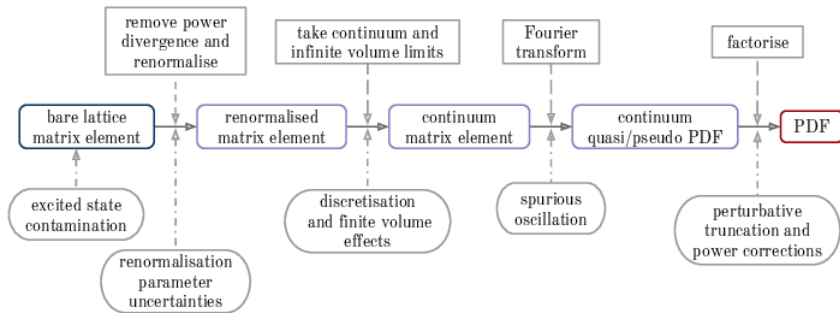 remove power
divergence and
renormalise
take continuum and
infinite volume limits
Fourier
transform
factorise
bare lattice
matrix element
renormalised
matrix element
continuum
matrix element
continuum
quasi/pseudo PDF
PDF
excited state
contamination
renormalisation
parameter
uncertainties
discretisation
and finite volume
effects
spurious
oscillation
perturbative
truncation and
power corrections